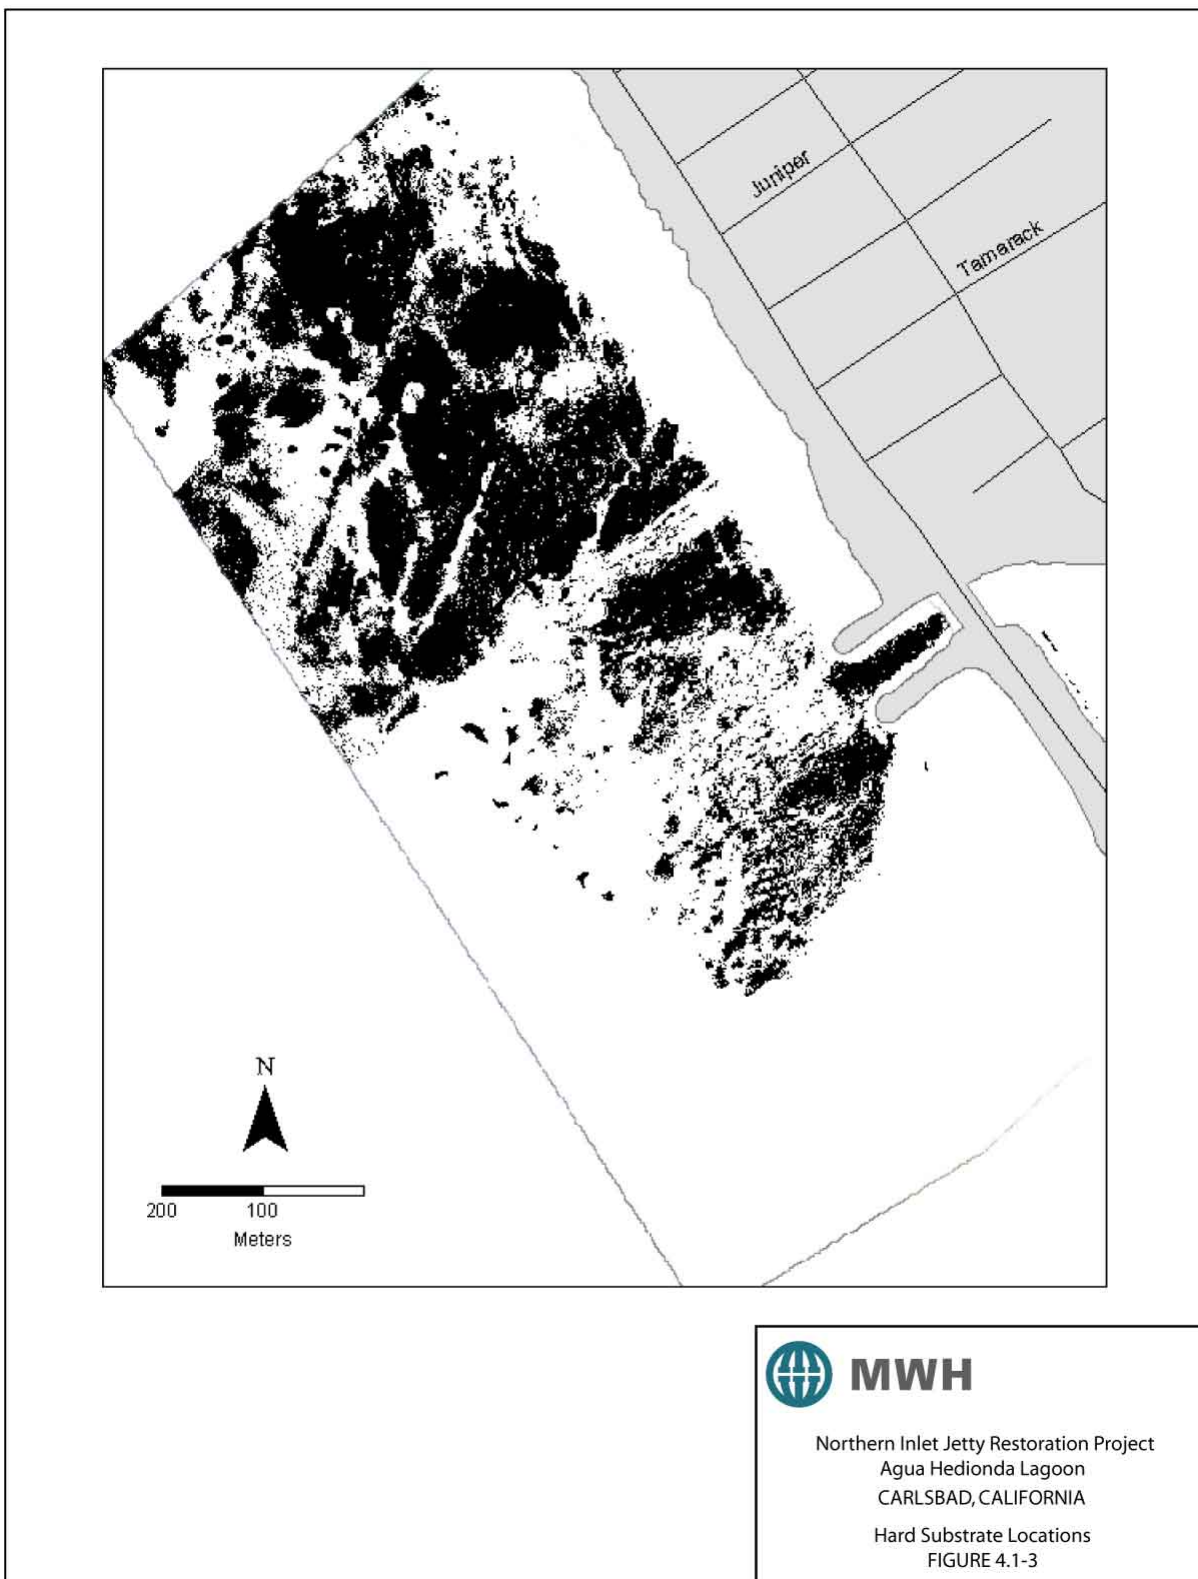 Juniper
Tamarack
N
200 100
Meters
MWH
Northern Inlet Jetty Restoration Project
Agua Hedionda Lagoon
CARLSBAD, CALIFORNIA
Hard Substrate Locations
FIGURE 4.1-3